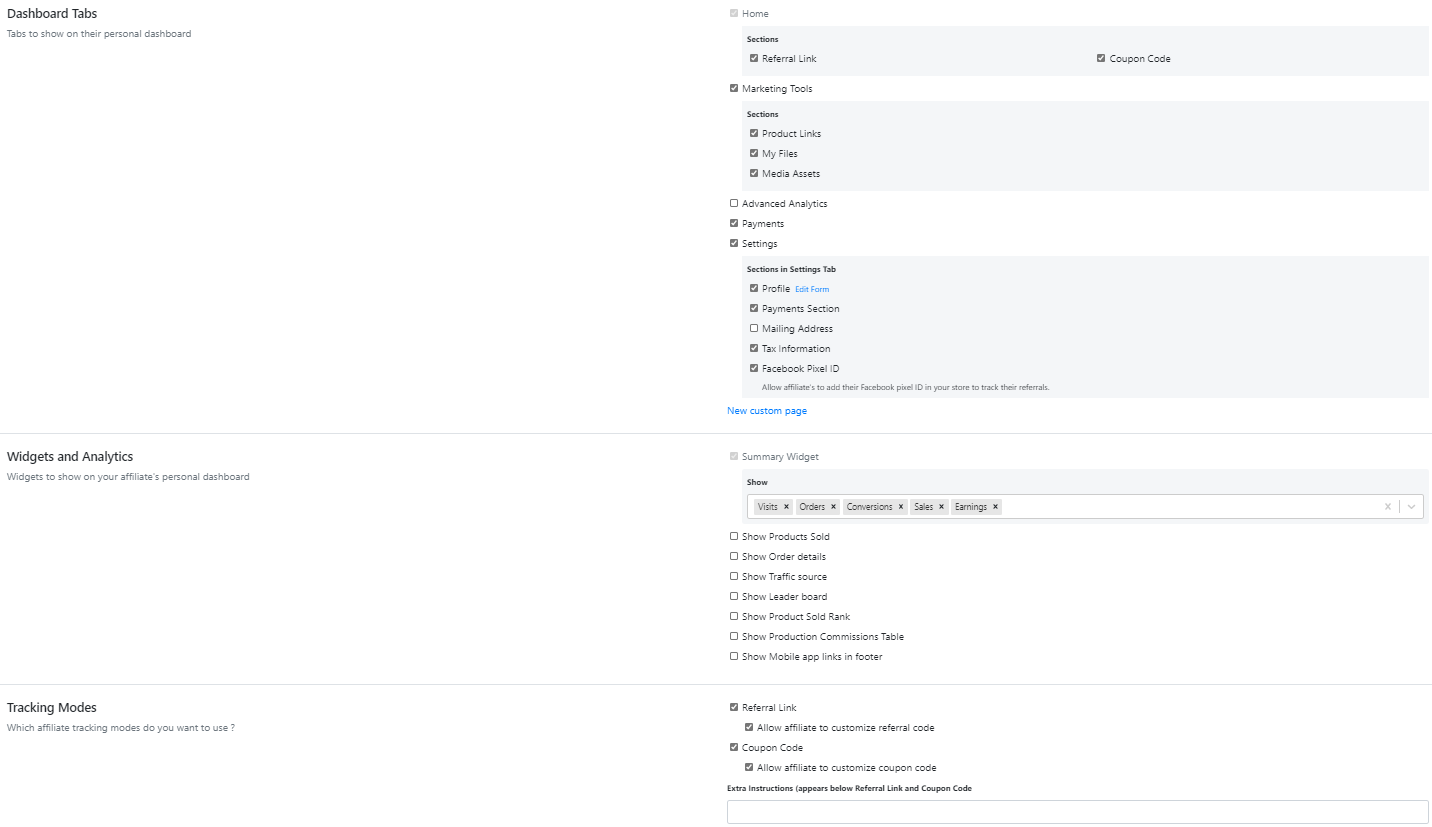 Dashboard Tabs
Tabs to show on their personal dashboard
Home
Sections
Referral Link
Coupon Code
Marketing Tools
Sections
Product Links
My Files
Media Assets
Advanced Analytics
Payments
Settings
Sections in Settings Tab
Profile Edit Form
Payments Section
Mailing Address
Tax Information
Facebook Pixel ID
Allow affiliate's to add their Facebook pixel ID in your store to track their referrals.
New custom page
Widgets and Analytics
Widgets to show on your affiliate's personal dashboard
Summary Widget
Show
Visits × Orders × Conversions × Sales × Earnings ×
Show Products Sold
Show Order details
Show Traffic source
Show Leader board
Show Product Sold Rank
Show Production Commissions Table
Show Mobile app links in footer
Tracking Modes
Which affiliate tracking modes do you want to use ?
Referral Link
Allow affiliate to customize referral code
Coupon Code
Allow affiliate to customize coupon code
Extra Instructions (appears below Referral Link and Coupon Code